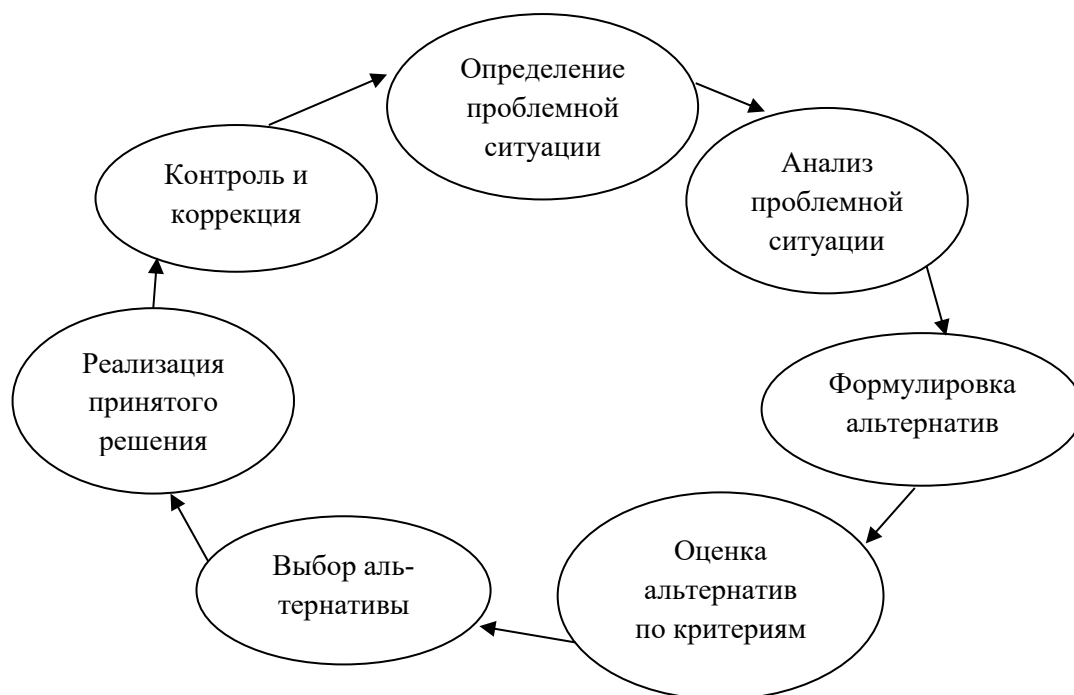 Определение
проблемной
ситуации
Анализ
проблемной
ситуации
Формулировка
альтернатив
Оценка
альтернатив
по критериям
Выбор аль-
тернативы
Реализация
принятого
решения
Контроль и
коррекция